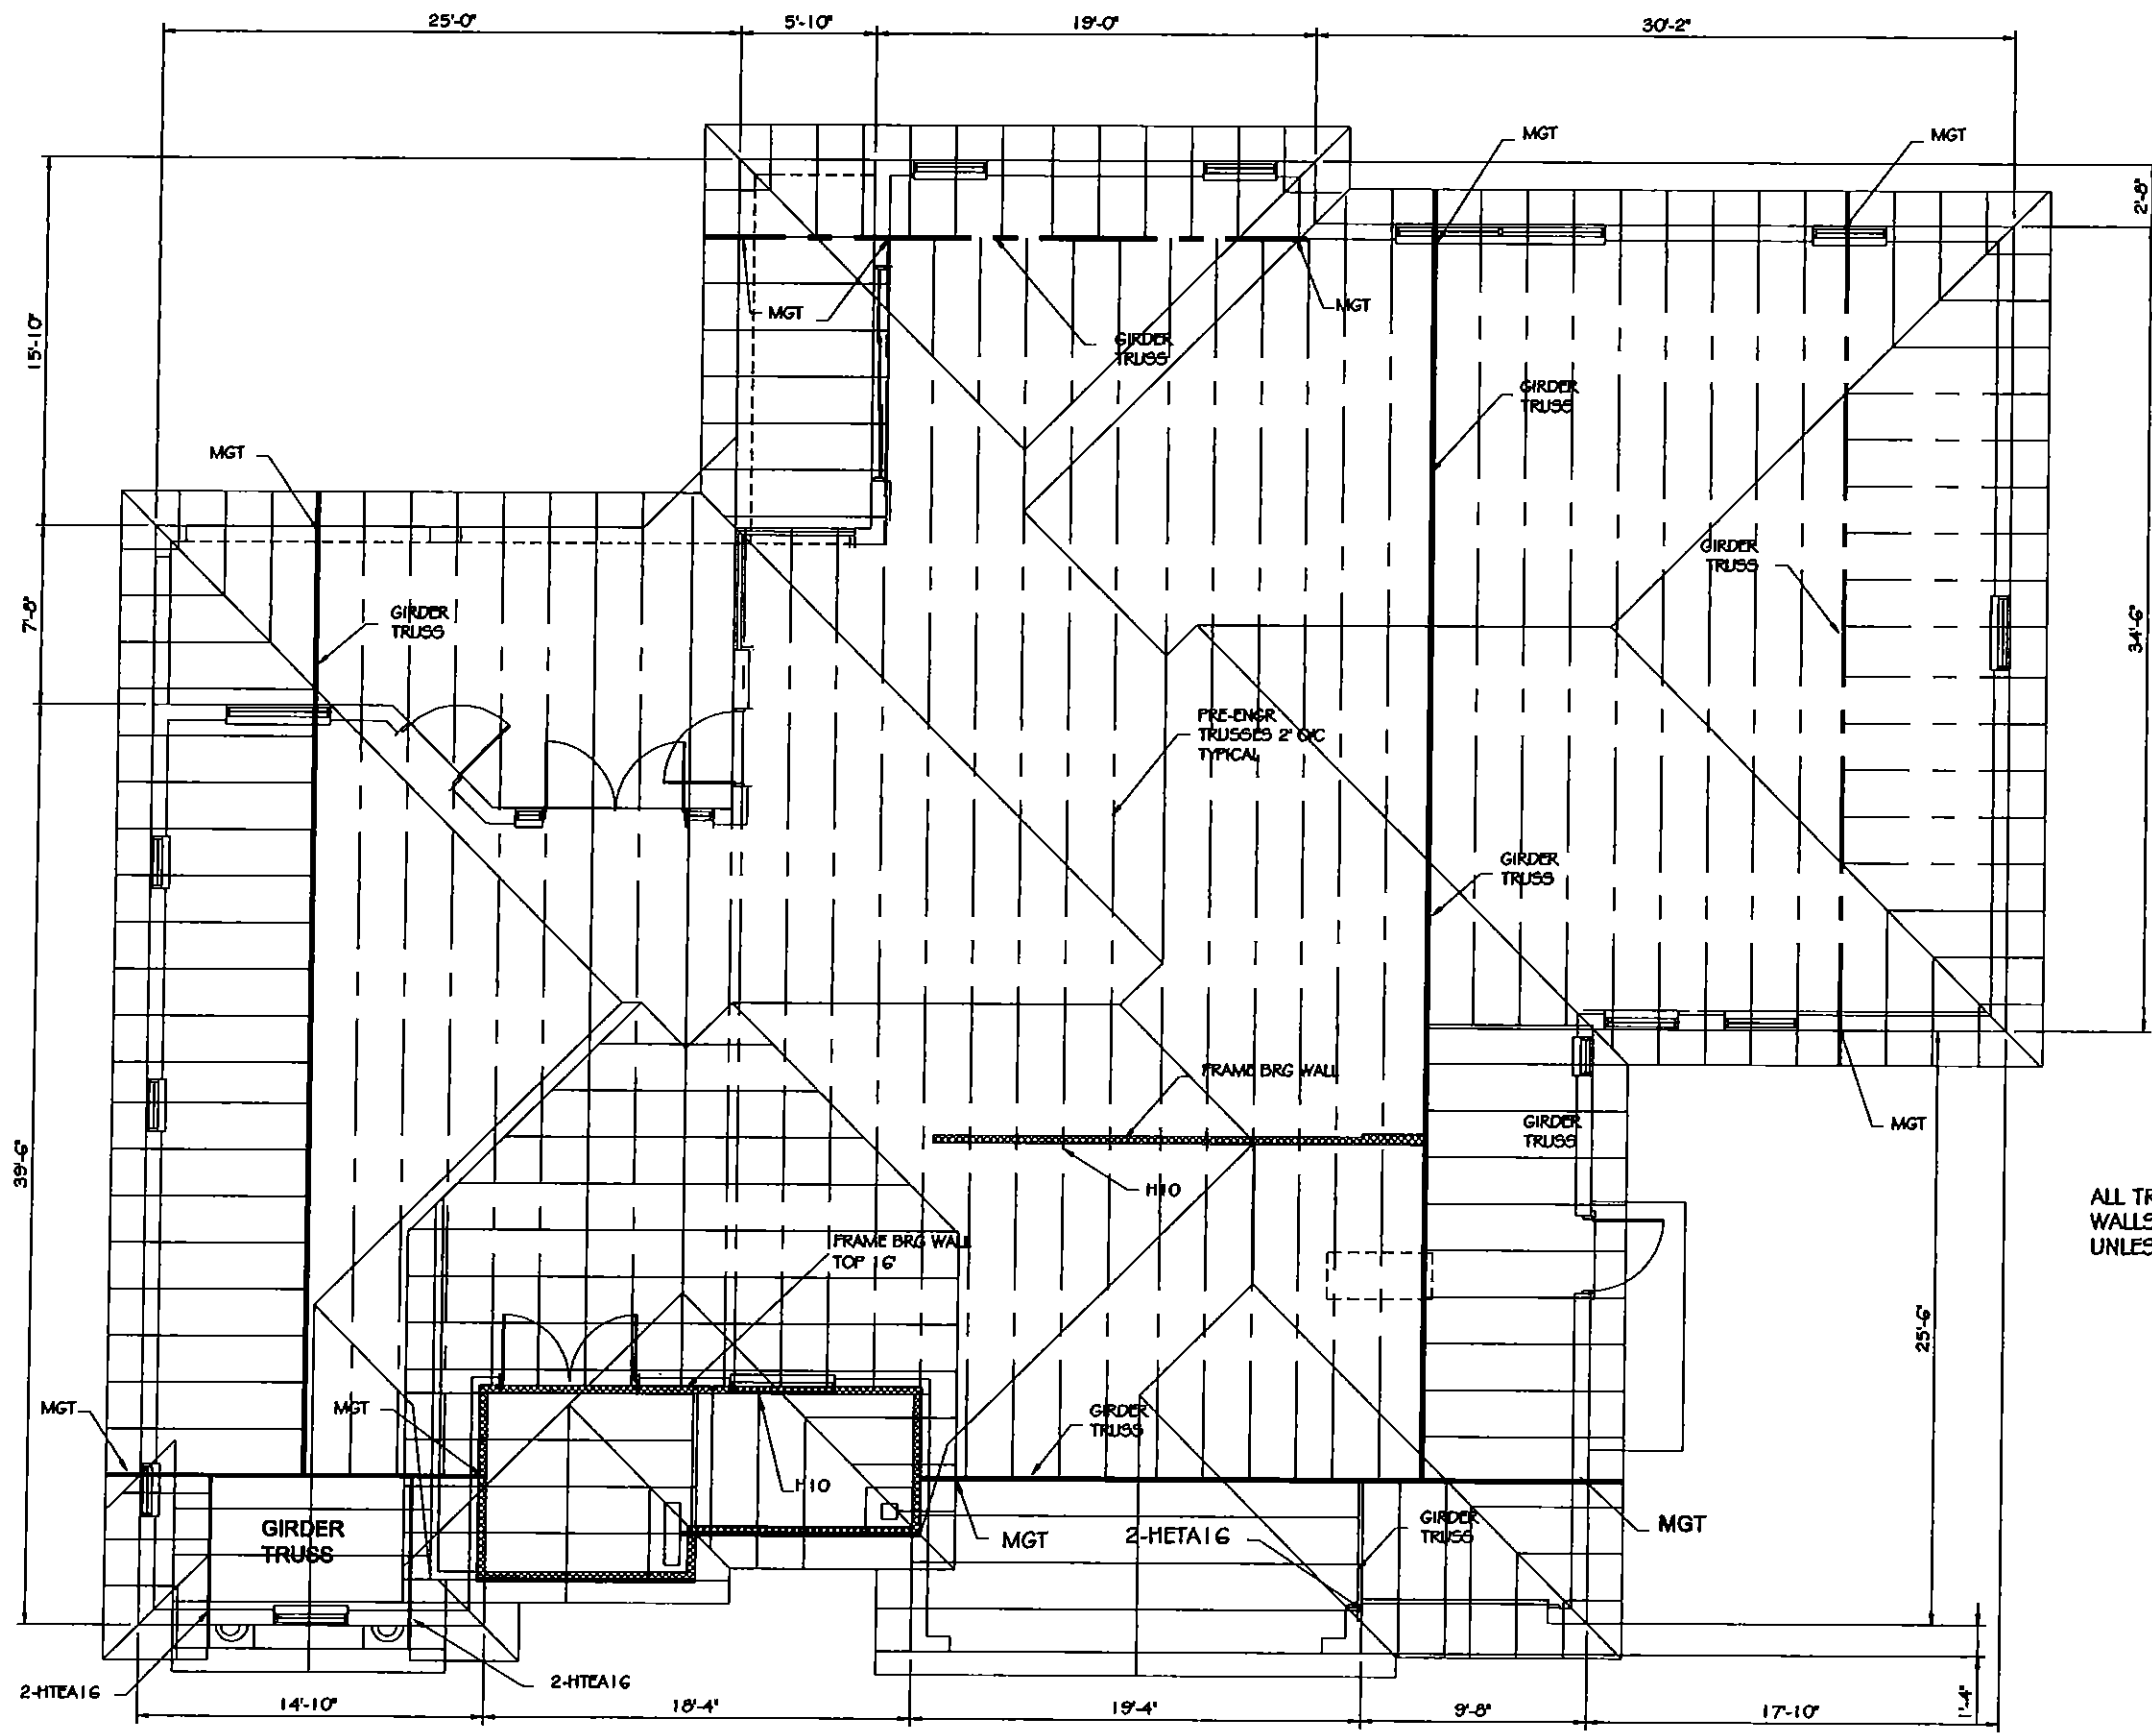 25'-0"
5'-10"
19'-0"
30'-2"
MGT
MGT
2'-8"
MGT
MGT
15'-10"
GIRDER
TRUSS
GIRDER
TRUSS
MGT
GIRDER
TRUSS
7'-8"
GIRDER
TRUSS
34'-6"
PRE-ENGR
TRUSSES 2' O/C
TYPICAL
GIRDER
TRUSS
FRAME BRG WALL
GIRDER
TRUSS
MGT
39'-6"
H10
ALL TR
WALLS
UNLES
FRAME BRG WALL
TOP 16'
25'-6"
MGT
MGT
GIRDER
TRUSS
H10
GIRDER
TRUSS
MGT
2-HETA16
GIRDER
TRUSS
MGT
2-HTEA16
2-HTEA16
14'-10"
18'-4"
19'-4"
9'-8"
17'-10"
1'-4"